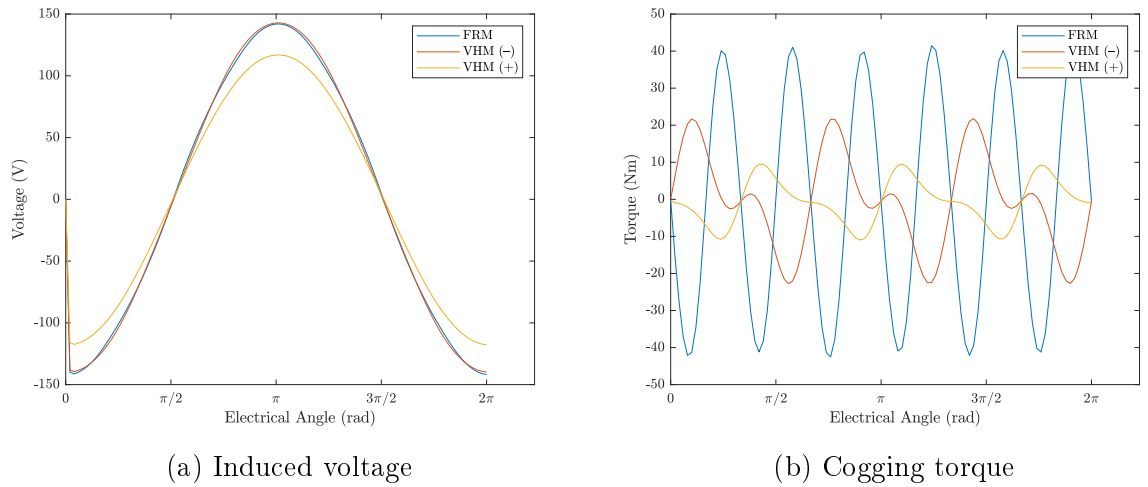 150
100
50
0
-50
-100
-150
Voltage (V)
FRM
VHM (–)
VHM (+)
0
π/2
π
3π/2
2π
Electrical Angle (rad)
(a) Induced voltage
50
40
30
20
10
0
-10
-20
-30
-40
-50
Torque (Nm)
FRM
VHM (–)
VHM (+)
0
π/2
π
3π/2
2π
Electrical Angle (rad)
(b) Cogging torque